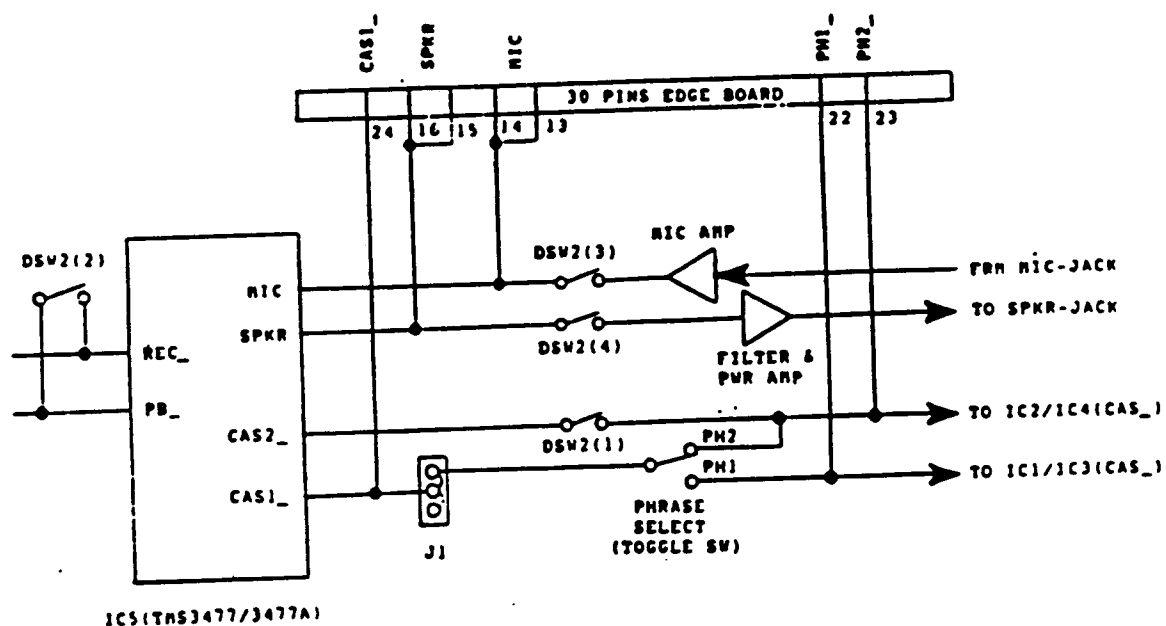 CAS1_
SPKR
MIC
PH1_
PH2_
30 PINS EDGE BOARD
24
16
15
14
13
22
23
DSW2(2)
MIC
SPKR
REC_
PB_
CAS2_
CAS1_
DSW2(3)
MIC AMP
FRM MIC-JACK
DSW2(4)
TO SPKR-JACK
FILTER &
PWR AMP
DSW2(1)
PH2
TO IC2/IC4(CAS_)
PH1
TO IC1/IC3(CAS_)
PHRASE
SELECT
(TOGGLE SW)
J1
IC5(TMS3477/3477A)